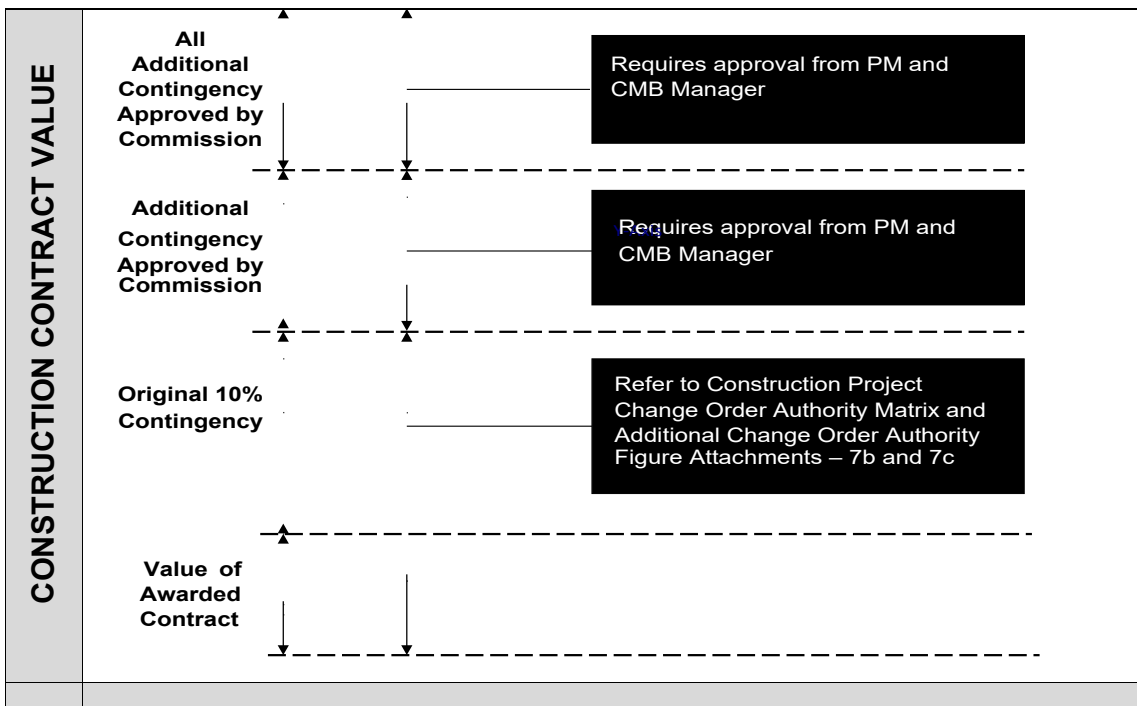 CONSTRUCTION CONTRACT VALUE
All
Additional
Contingency
Approved by
Commission
Requires approval from PM and
CMB Manager
Additional
Contingency
Approved by
Commission
Requires approval from PM and
CMB Manager
Original 10%
Contingency
Refer to Construction Project
Change Order Authority Matrix and
Additional Change Order Authority
Figure Attachments – 7b and 7c
Value of
Awarded
Contract